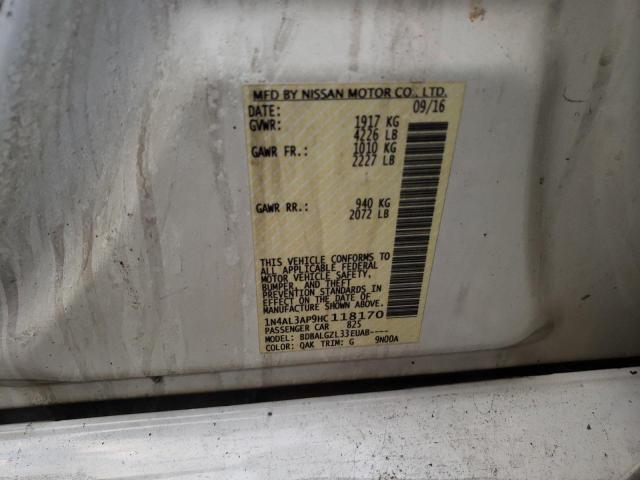 MFD BY NISSAN MOTOR CO., LTD.
DATE: 09/16
GVWR: 1917 KG
4226 LB
GAWR FR.: 1010 KG
2227 LB
GAWR RR.: 940 KG
2072 LB
THIS VEHICLE CONFORMS TO
ALL APPLICABLE FEDERAL
MOTOR VEHICLE SAFETY,
BUMPER, AND THEFT
PREVENTION STANDARDS IN
EFFECT ON THE DATE OF
MANUFACTURE SHOWN ABOVE.
1N4AL3AP9HC118170
PASSENGER CAR 825
MODEL: BDBALGZL33EUAB----
COLOR: QAK TRIM: G 9N00A